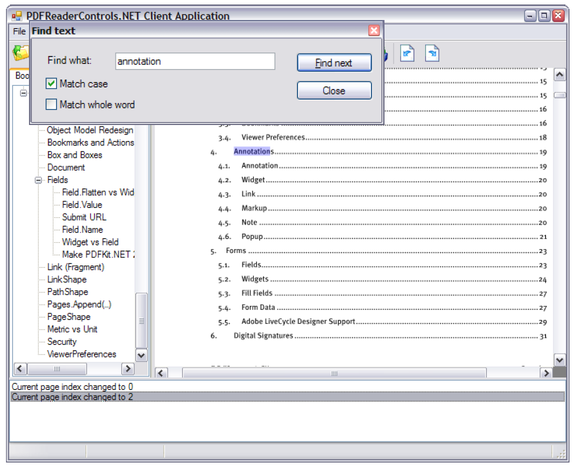 PDFReaderControls.NET Client Application
File
Find text
Find what: annotation
Find next
Match case
Close
Match whole word
Object Model Redesign
Bookmarks and Actions
Box and Boxes
Document
Fields
Field.Flatten vs Wid
Field.Value
Submit URL
Field.Name
Widget vs Field
Make PDFKit.NET 2
Link (Fragment)
LinkShape
PathShape
Pages.Append(..)
PageShape
Metric vs Unit
Security
ViewerPreferences
15
15
16
16
3.4. Viewer Preferences 18
4. Annotations 19
4.1. Annotation 19
4.2. Widget 20
4.3. Link 20
4.4. Markup 20
4.5. Note 20
4.6. Popup 21
5. Forms 23
5.1. Fields 23
5.2. Widgets 24
5.3. Fill Fields 27
5.4. Form Data 27
5.5. Adobe LiveCycle Designer Support 29
6. Digital Signatures 31
Current page index changed to 0
Current page index changed to 2